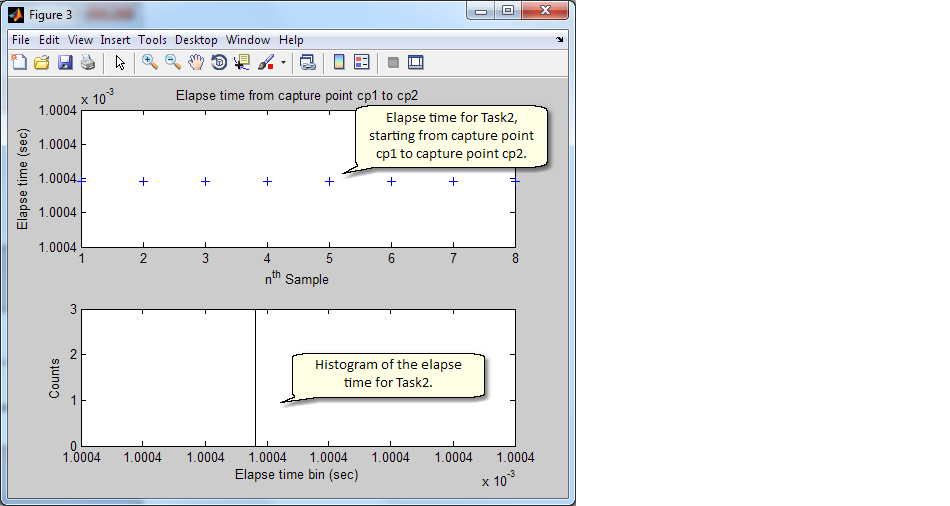 Figure 3
File Edit View Insert Tools Desktop Window Help
x 10-3
Elapse time from capture point cp1 to cp2
1.0004
1.0004
1.0004
1.0004
1.0004
Elapse time (sec)
Elapse time for Task2,
starting from capture point
cp1 to capture point cp2.
1 2 3 4 5 6 7 8
nth Sample
3
2
1
0
Counts
Histogram of the elapse
time for Task2.
1.0004 1.0004 1.0004 1.0004 1.0004 1.0004 1.0004 1.0004
Elapse time bin (sec)
x 10-3